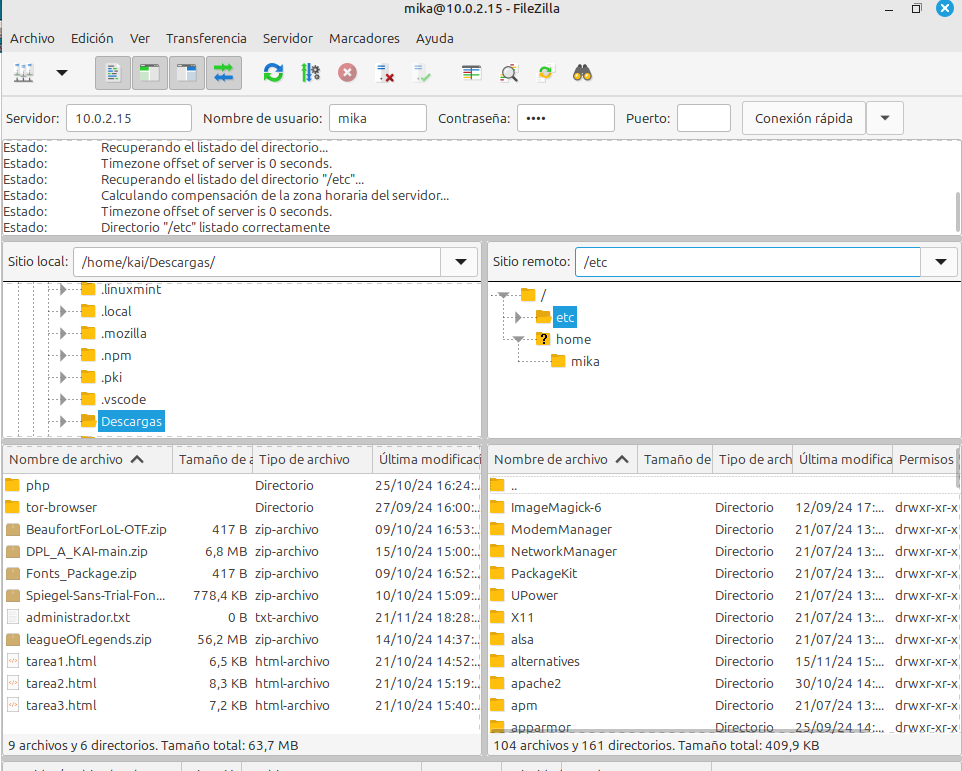 mika@10.0.2.15 - FileZilla
Archivo Edición Ver Transferencia Servidor Marcadores Ayuda
Servidor: 10.0.2.15 Nombre de usuario: mika Contraseña: •••• Puerto: Conexión rápida
Estado: Recuperando el listado del directorio...
Estado: Timezone offset of server is 0 seconds.
Estado: Recuperando el listado del directorio "/etc"...
Estado: Calculando compensación de la zona horaria del servidor...
Estado: Timezone offset of server is 0 seconds.
Estado: Directorio "/etc" listado correctamente
Sitio local: /home/kai/Descargas/
.linuxmint
.local
.mozilla
.npm
.pki
.vscode
Descargas
Nombre de archivo Tamaño de a Tipo de archivo Última modificaci
php Directorio 25/10/24 16:24:..
tor-browser Directorio 27/09/24 16:00:..
BeaufortForLoL-OTF.zip 417 B zip-archivo 09/10/24 16:53:..
DPL_A_KAI-main.zip 6,8 MB zip-archivo 15/10/24 15:00:..
Fonts_Package.zip 417 B zip-archivo 09/10/24 16:52:..
Spiegel-Sans-Trial-Fon... 778,4 KB zip-archivo 10/10/24 15:09:..
administrador.txt 0 B txt-archivo 21/11/24 18:28:..
leagueOfLegends.zip 56,2 MB zip-archivo 14/10/24 14:37:..
tarea1.html 6,5 KB html-archivo 21/10/24 14:52:..
tarea2.html 8,3 KB html-archivo 21/10/24 15:19:..
tarea3.html 7,2 KB html-archivo 21/10/24 15:40:..
9 archivos y 6 directorios. Tamaño total: 63,7 MB
Sitio remoto: /etc
/
etc
? home
mika
Nombre de archivo Tamaño de Tipo de arch Última modifica Permisos
..
ImageMagick-6 Directorio 12/09/24 17:... drwxr-xr-x
ModemManager Directorio 21/07/24 13:... drwxr-xr-x
NetworkManager Directorio 21/07/24 13:... drwxr-xr-x
PackageKit Directorio 21/07/24 13:... drwxr-xr-x
UPower Directorio 21/07/24 13:... drwxr-xr-x
X11 Directorio 21/07/24 13:... drwxr-xr-x
alsa Directorio 21/07/24 13:... drwxr-xr-x
alternatives Directorio 15/11/24 15:... drwxr-xr-x
apache2 Directorio 30/10/24 14:... drwxr-xr-x
apm Directorio 21/07/24 13:... drwxr-xr-x
apparmor Directorio 25/09/24 14:... drwxr-xr-x
104 archivos y 161 directorios. Tamaño total: 409,9 KB